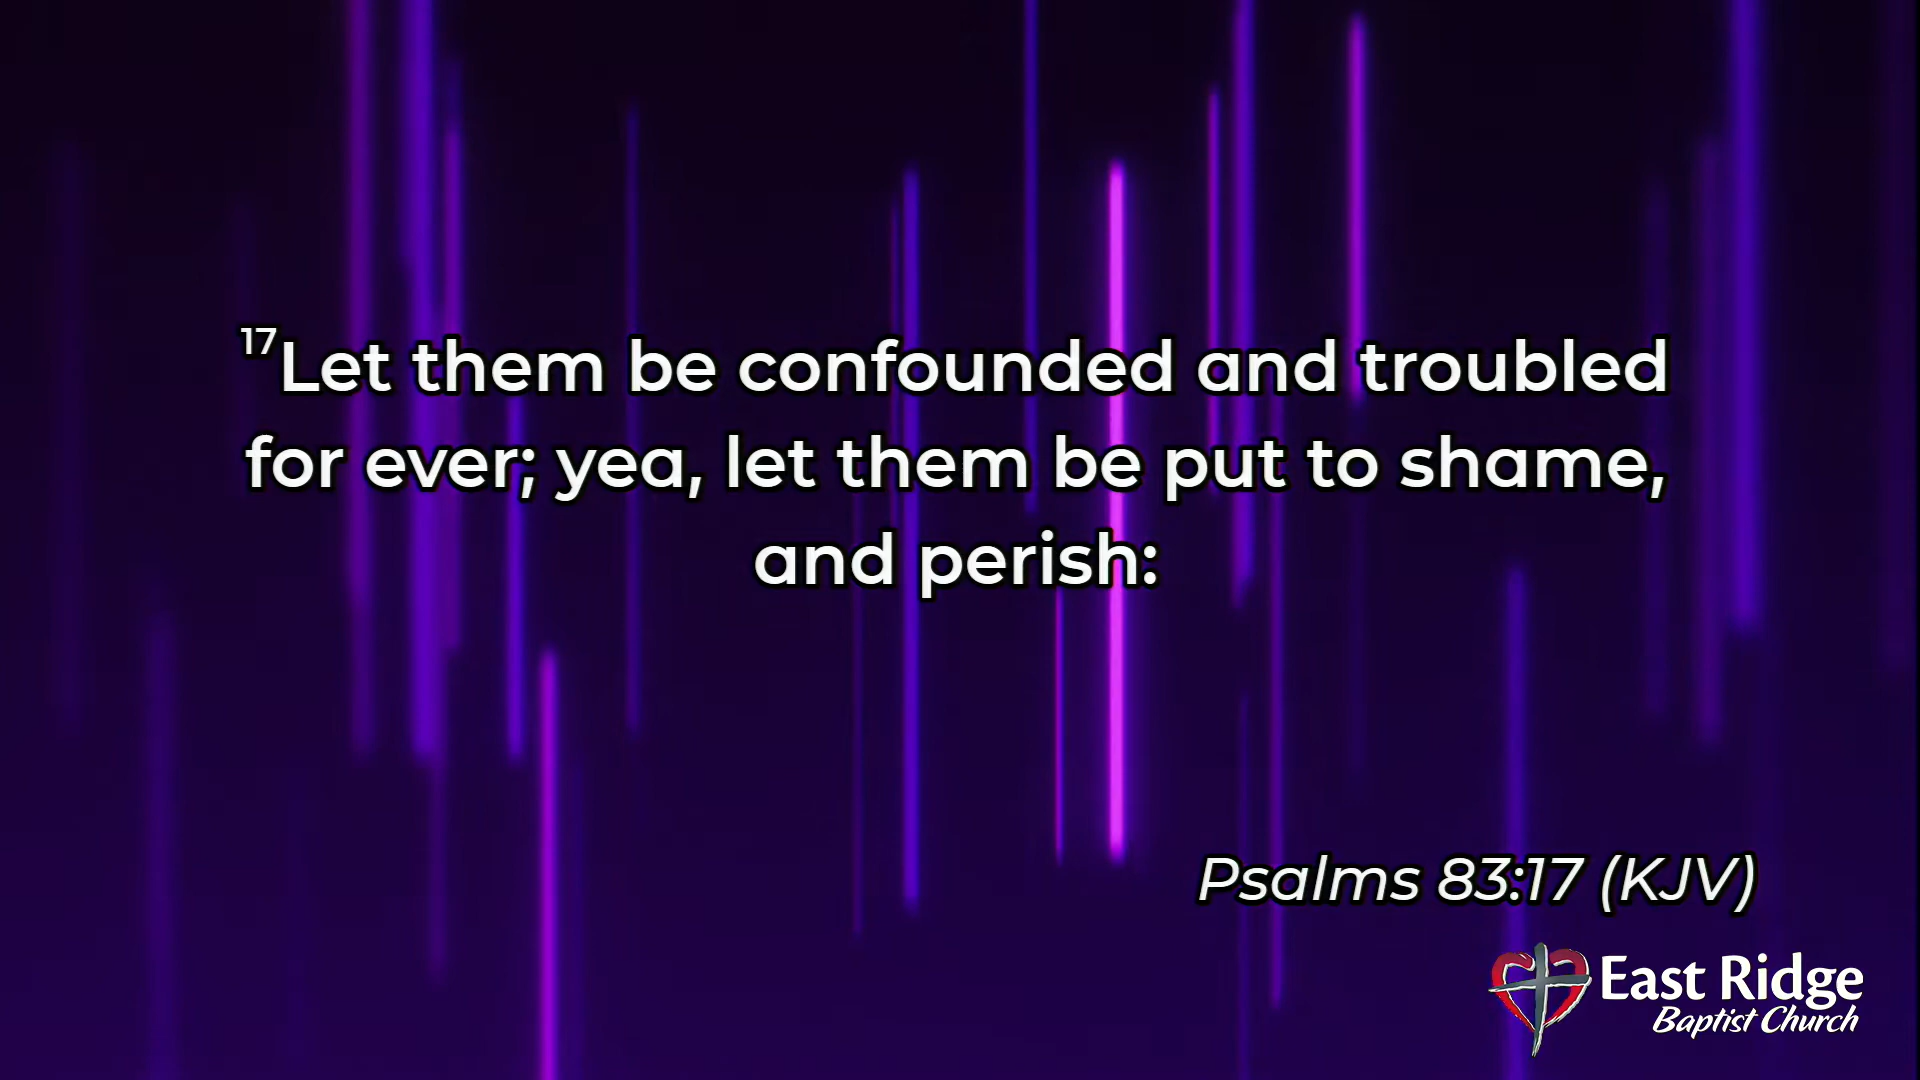 17Let them be confounded and troubled
for ever; yea, let them be put to shame,
and perish:
Psalms 83:17 (KJV)
East Ridge
Baptist Church